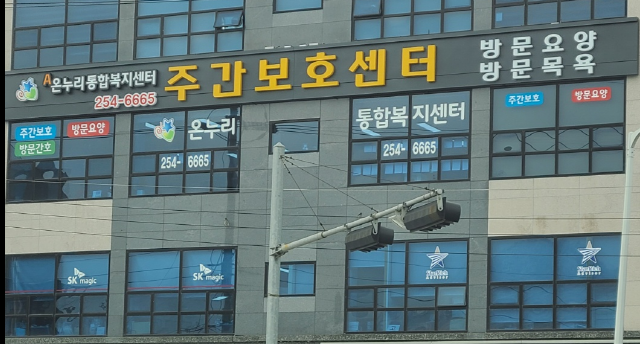 A온누리통합복지센터
254-6665
주간보호센터
방문요양
방문목욕
주간보호
방문요양
방문간호
온누리
254-6665
통합복지센터
254-6665
주간보호
방문요양
SK magic
SK magic